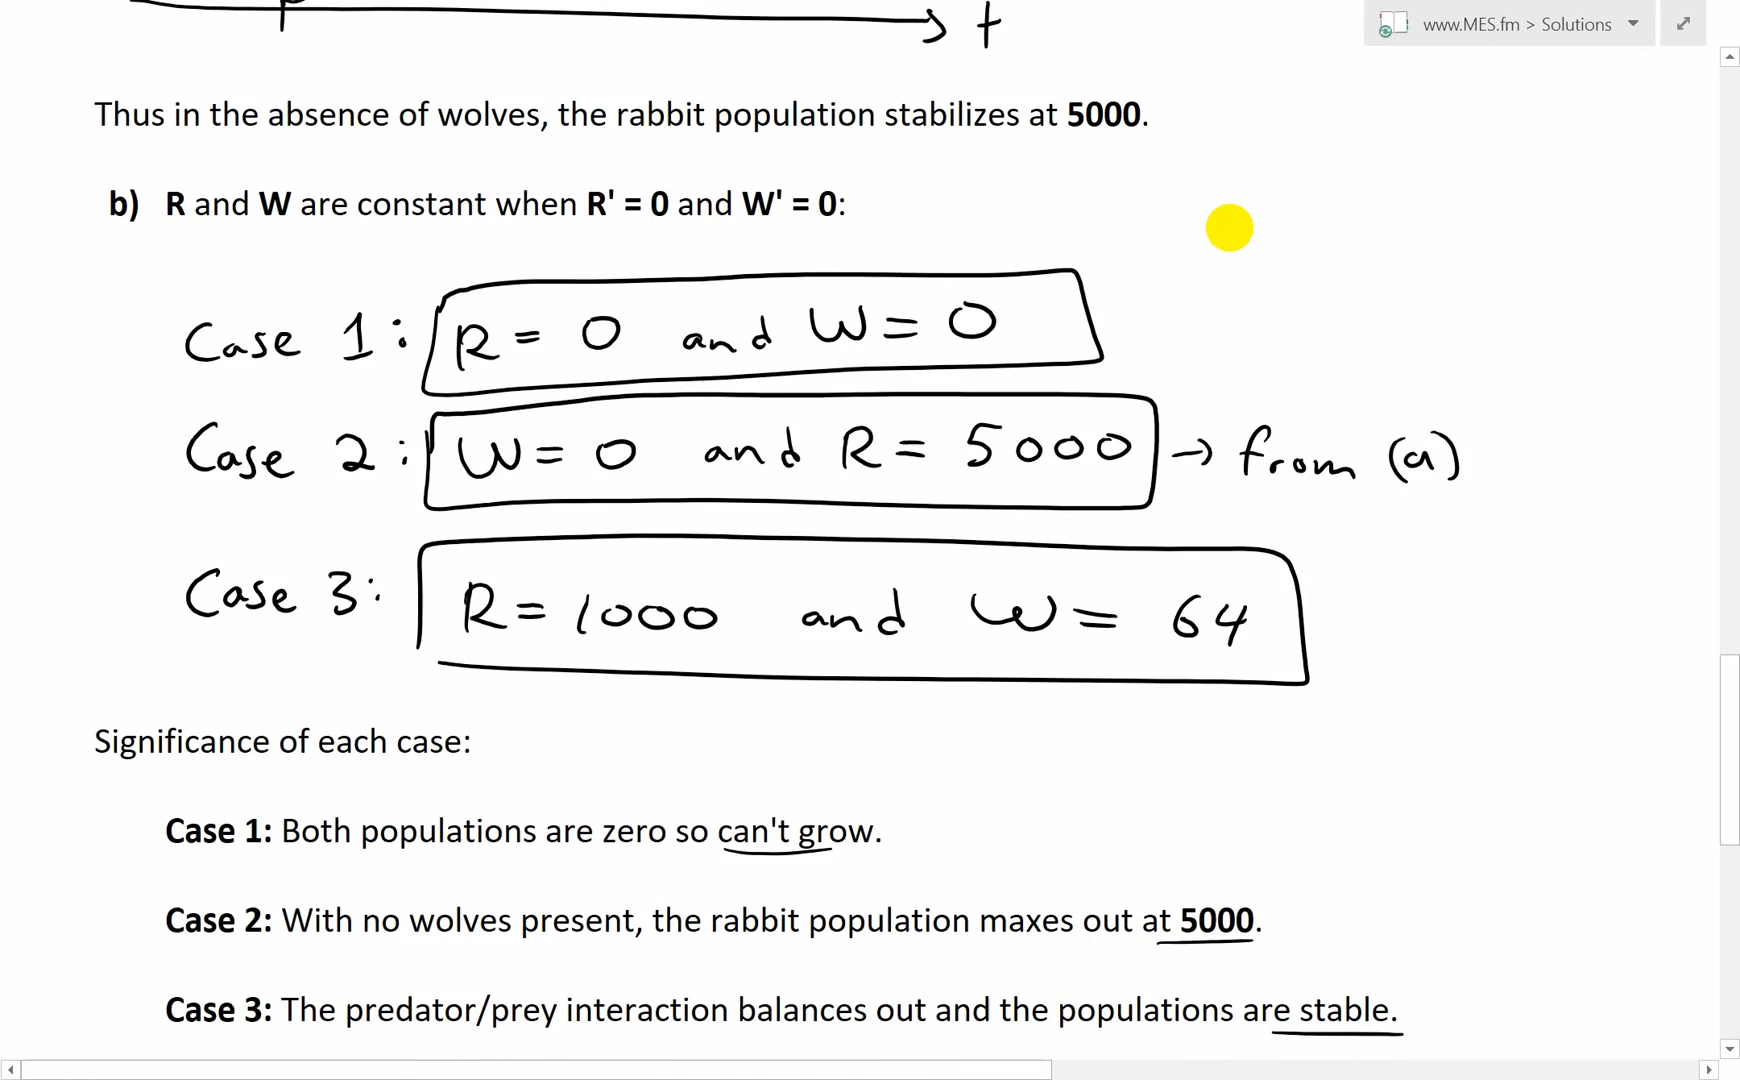 www.MES.fm > Solutions
t
Thus in the absence of wolves, the rabbit population stabilizes at 5000.
b) R and W are constant when R' = 0 and W' = 0:
Case 1: R = 0 and W = 0
Case 2: W = 0 and R = 5000 → from (a)
Case 3: R = 1000 and W = 64
Significance of each case:
Case 1: Both populations are zero so can't grow.
Case 2: With no wolves present, the rabbit population maxes out at 5000.
Case 3: The predator/prey interaction balances out and the populations are stable.